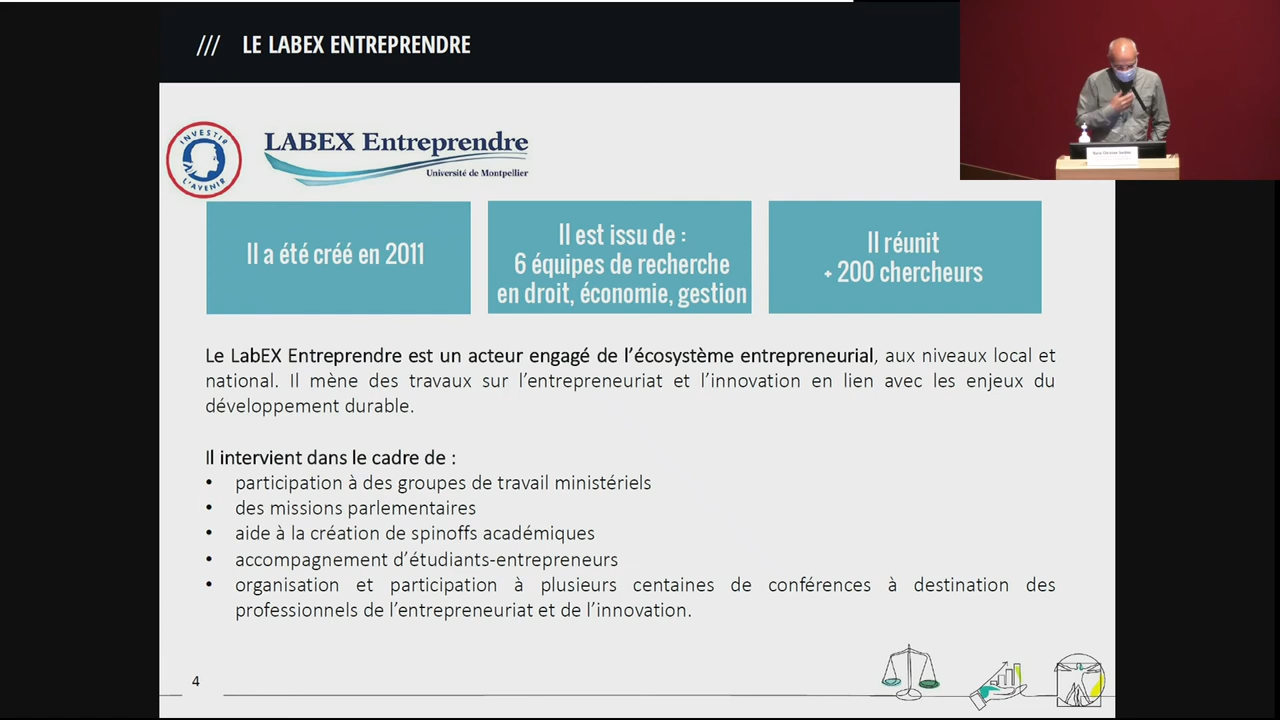 /// LE LABEX ENTREPRENDRE
INVESTIR
L'AVENIR
LABEX Entreprendre
Université de Montpellier
Il a été créé en 2011
Il est issu de :
6 équipes de recherche
en droit, économie, gestion
Il réunit
+ 200 chercheurs
Le LabEX Entreprendre est un acteur engagé de l'écosystème entrepreneurial, aux niveaux local et
national. Il mène des travaux sur l'entrepreneuriat et l'innovation en lien avec les enjeux du
développement durable.
Il intervient dans le cadre de :
• participation à des groupes de travail ministériels
• des missions parlementaires
• aide à la création de spinoffs académiques
• accompagnement d'étudiants-entrepreneurs
• organisation et participation à plusieurs centaines de conférences à destination des
professionnels de l'entrepreneuriat et de l'innovation.
4